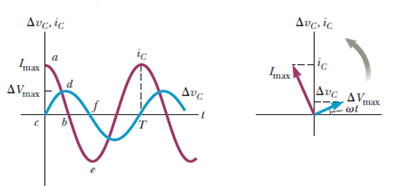 Δv_C, i_C
a
i_C
I_max
d
ΔV_max
Δv_C
f
c
b
T
t
e
Δv_C, i_C
i_C
I_max
Δv_C
ΔV_max
ωt